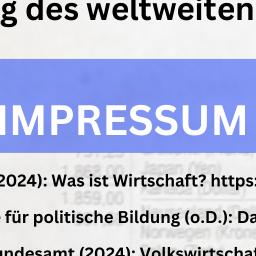 g des weltweiten
IMPRESSUM
2024): Was ist Wirtschaft? https:
für politische Bildung (o.D.): Da
undesamt (2024): Volkswirtschaf